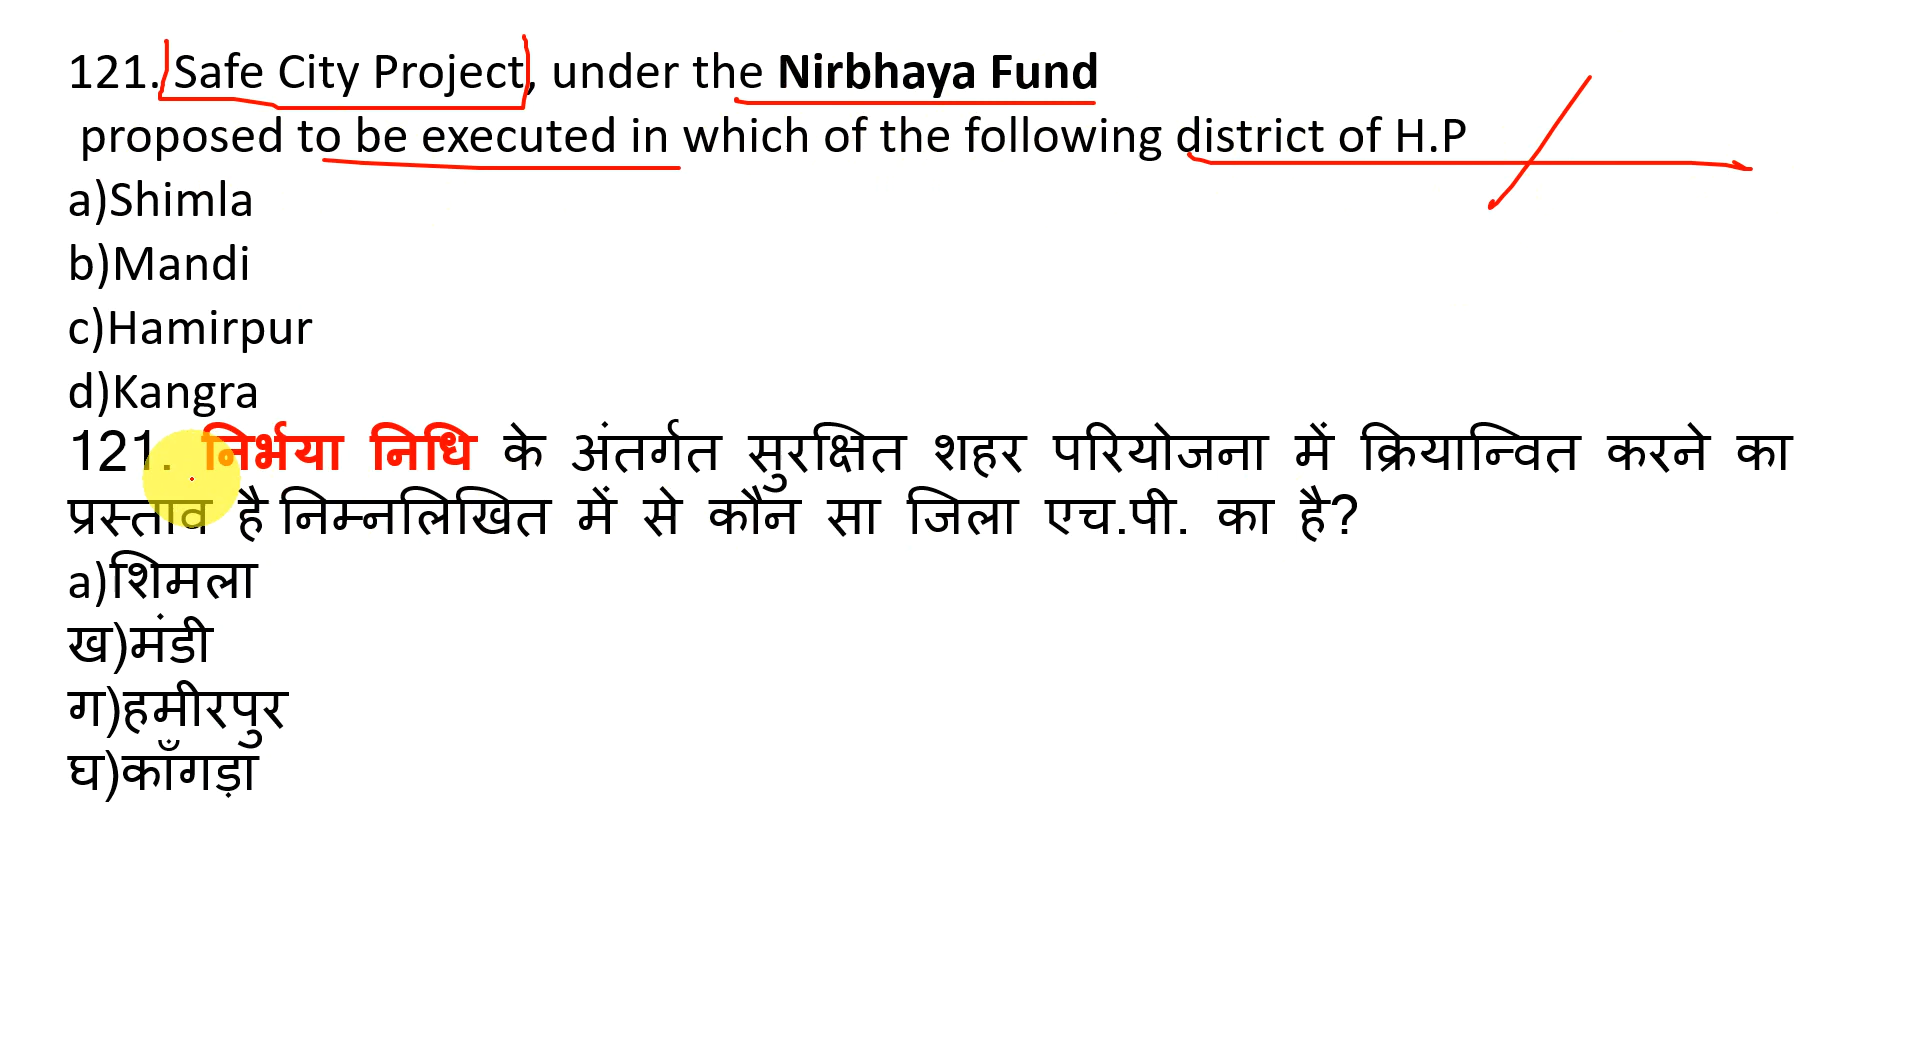 121. Safe City Project, under the Nirbhaya Fund
proposed to be executed in which of the following district of H.P
a)Shimla
b)Mandi
c)Hamirpur
d)Kangra
121. निर्भया निधि के अंतर्गत सुरक्षित शहर परियोजना में क्रियान्वित करने का
प्रस्ताव है निम्नलिखित में से कौन सा जिला एच.पी. का है?
a)शिमला
ख)मंडी
ग)हमीरपुर
घ)काँगड़ा